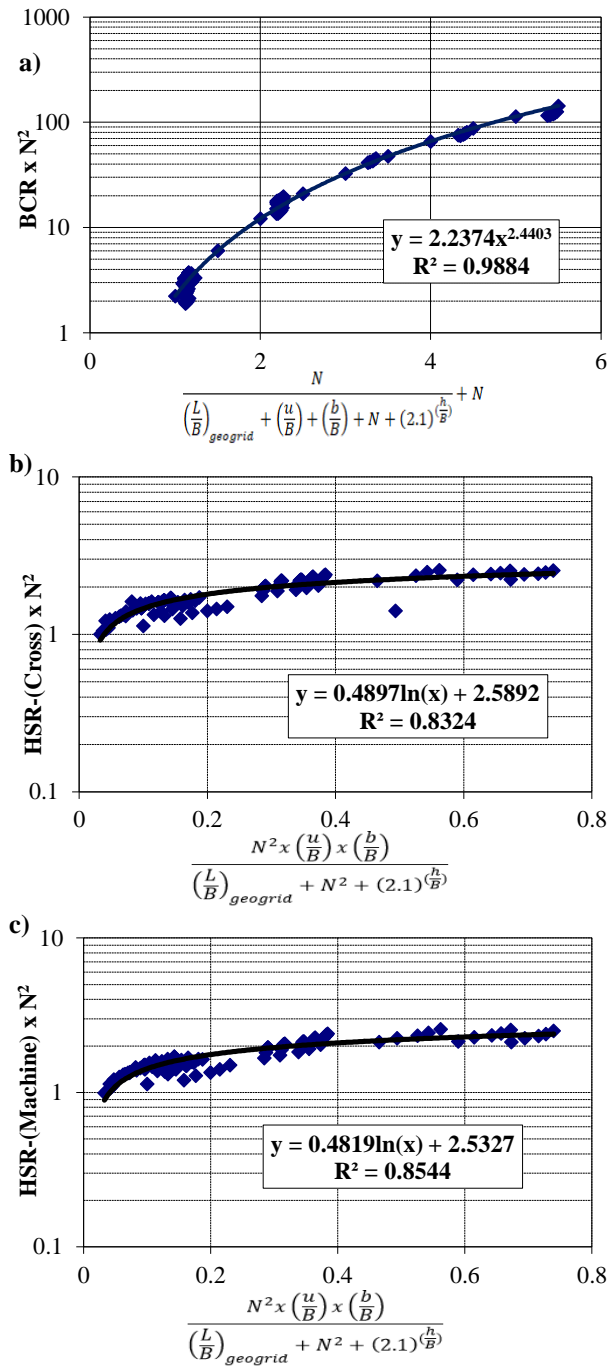 a)
1000
100
10
1
BCR x N²
y = 2.2374x^2.4403
R² = 0.9884
0 2 4 6
N
(L/B)geogrid + (u/B) + (b/B) + N + (2.1)^(h/B) + N
b)
10
1
0.1
HSR-(Cross) x N²
y = 0.4897ln(x) + 2.5892
R² = 0.8324
0 0.2 0.4 0.6 0.8
N² x (u/B) x (b/B)
(L/B)geogrid + N² + (2.1)^(h/B)
c)
10
1
0.1
HSR-(Machine) x N²
y = 0.4819ln(x) + 2.5327
R² = 0.8544
0 0.2 0.4 0.6 0.8
N² x (u/B) x (b/B)
(L/B)geogrid + N² + (2.1)^(h/B)